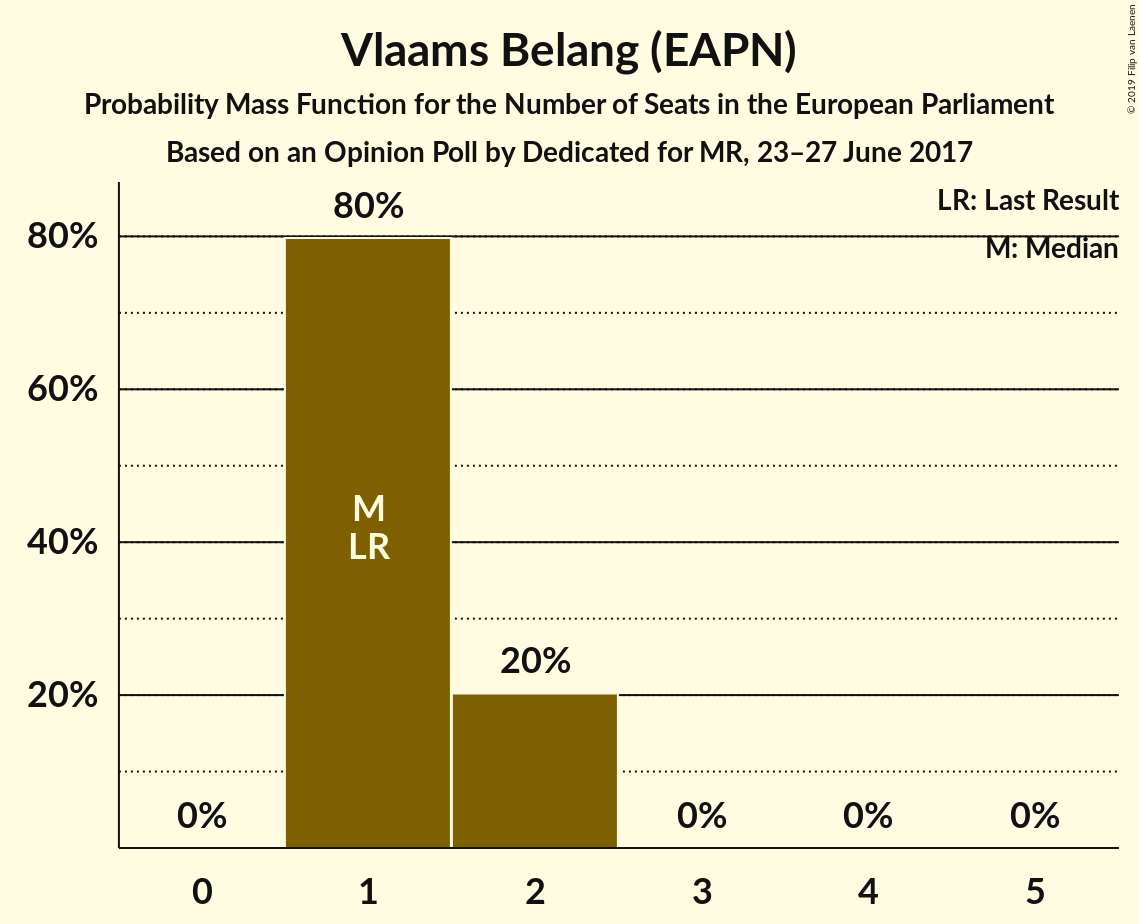 Vlaams Belang (EAPN)
Probability Mass Function for the Number of Seats in the European Parliament
Based on an Opinion Poll by Dedicated for MR, 23–27 June 2017
© 2019 Filip van Laenen
LR: Last Result
M: Median
80%
60%
40%
20%
0%
80%
M
LR
20%
0%
0%
0%
0
1
2
3
4
5